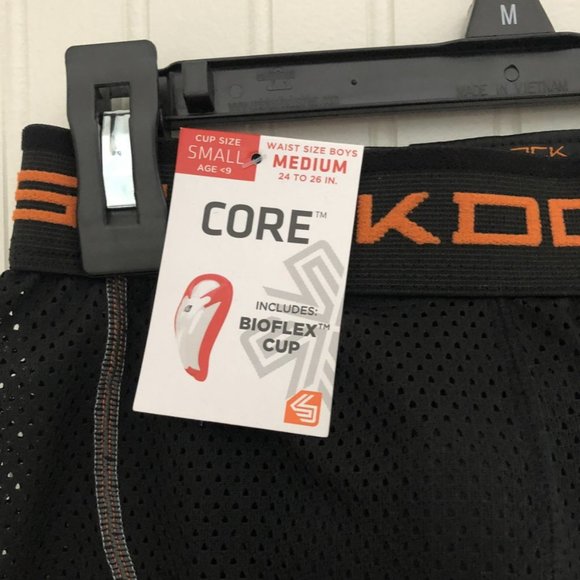 M
MADE IN VIETNAM
CUP SIZE
SMALL
AGE <9
WAIST SIZE BOYS
MEDIUM
24 TO 26 IN.
CORE™
INCLUDES:
BIOFLEX™
CUP